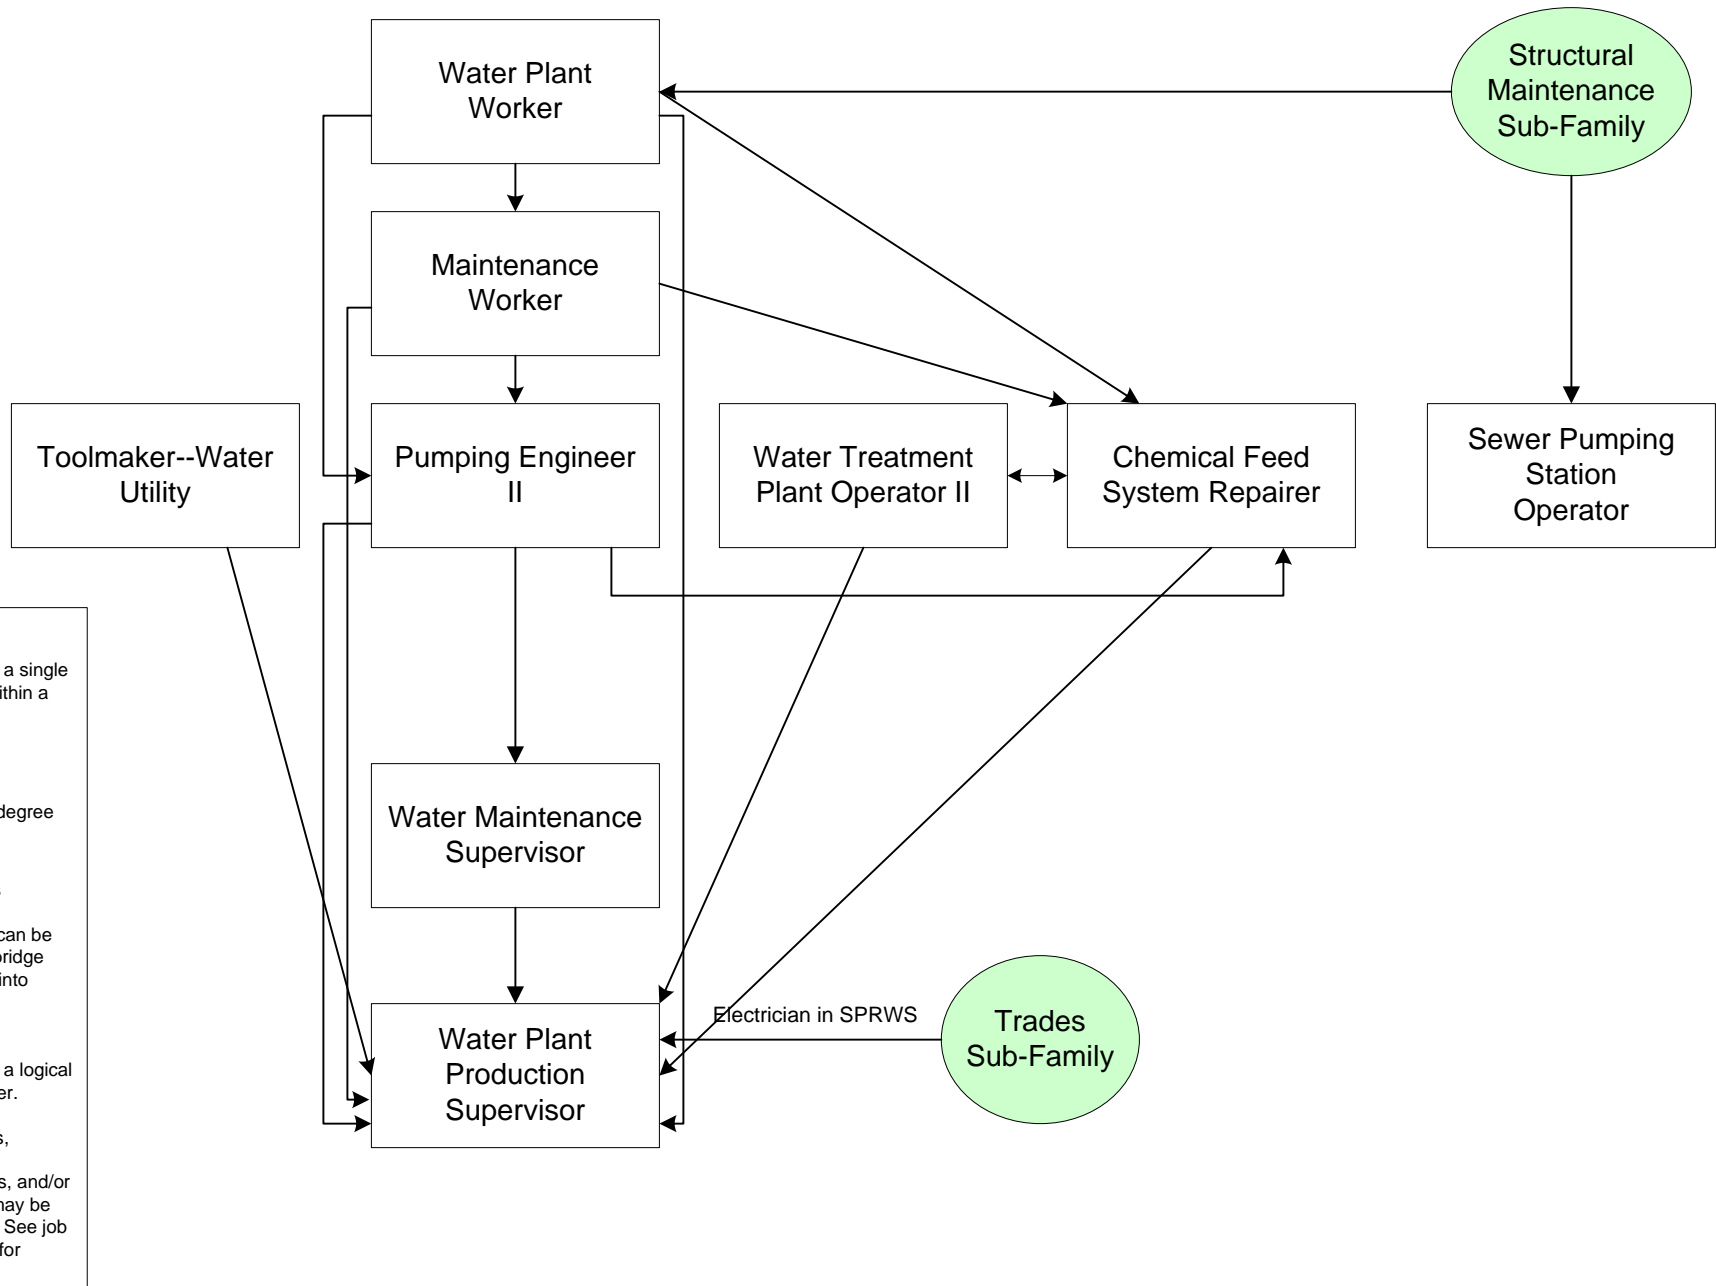 Water Plant
Worker
Structural
Maintenance
Sub-Family
Maintenance
Worker
Toolmaker--Water
Utility
Pumping Engineer
II
Water Treatment
Plant Operator II
Chemical Feed
System Repairer
Sewer Pumping
Station
Operator
a single
ithin a
degree
can be
bridge
into
a logical
er.
s,
s, and/or
may be
See job
for
Water Maintenance
Supervisor
Electrician in SPRWS
Trades
Sub-Family
Water Plant
Production
Supervisor